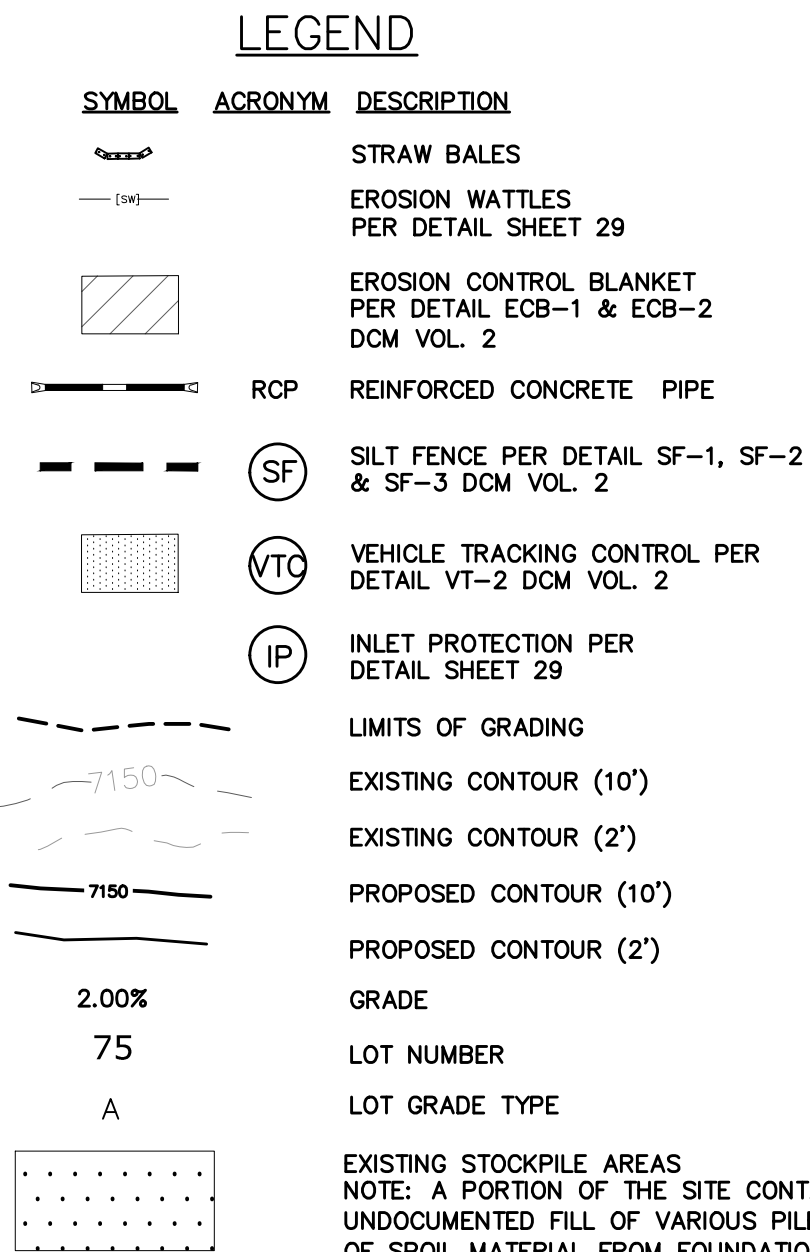 LEGEND
SYMBOL ACRONYM DESCRIPTION
STRAW BALES
[SW] EROSION WATTLES
PER DETAIL SHEET 29
EROSION CONTROL BLANKET
PER DETAIL ECB-1 & ECB-2
DCM VOL. 2
RCP REINFORCED CONCRETE PIPE
SF SILT FENCE PER DETAIL SF-1, SF-2
& SF-3 DCM VOL. 2
VTC VEHICLE TRACKING CONTROL PER
DETAIL VT-2 DCM VOL. 2
IP INLET PROTECTION PER
DETAIL SHEET 29
LIMITS OF GRADING
7150 EXISTING CONTOUR (10')
EXISTING CONTOUR (2')
7150 PROPOSED CONTOUR (10')
PROPOSED CONTOUR (2')
2.00% GRADE
75 LOT NUMBER
A LOT GRADE TYPE
EXISTING STOCKPILE AREAS
NOTE: A PORTION OF THE SITE
UNDOCUMENTED FILL OF VARIOUS
OF SPOIL MATERIAL FROM